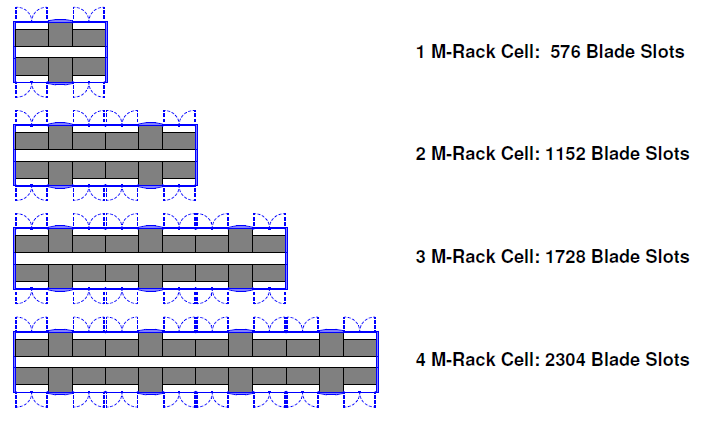 1 M-Rack Cell:  576 Blade Slots
2 M-Rack Cell: 1152 Blade Slots
3 M-Rack Cell: 1728 Blade Slots
4 M-Rack Cell: 2304 Blade Slots